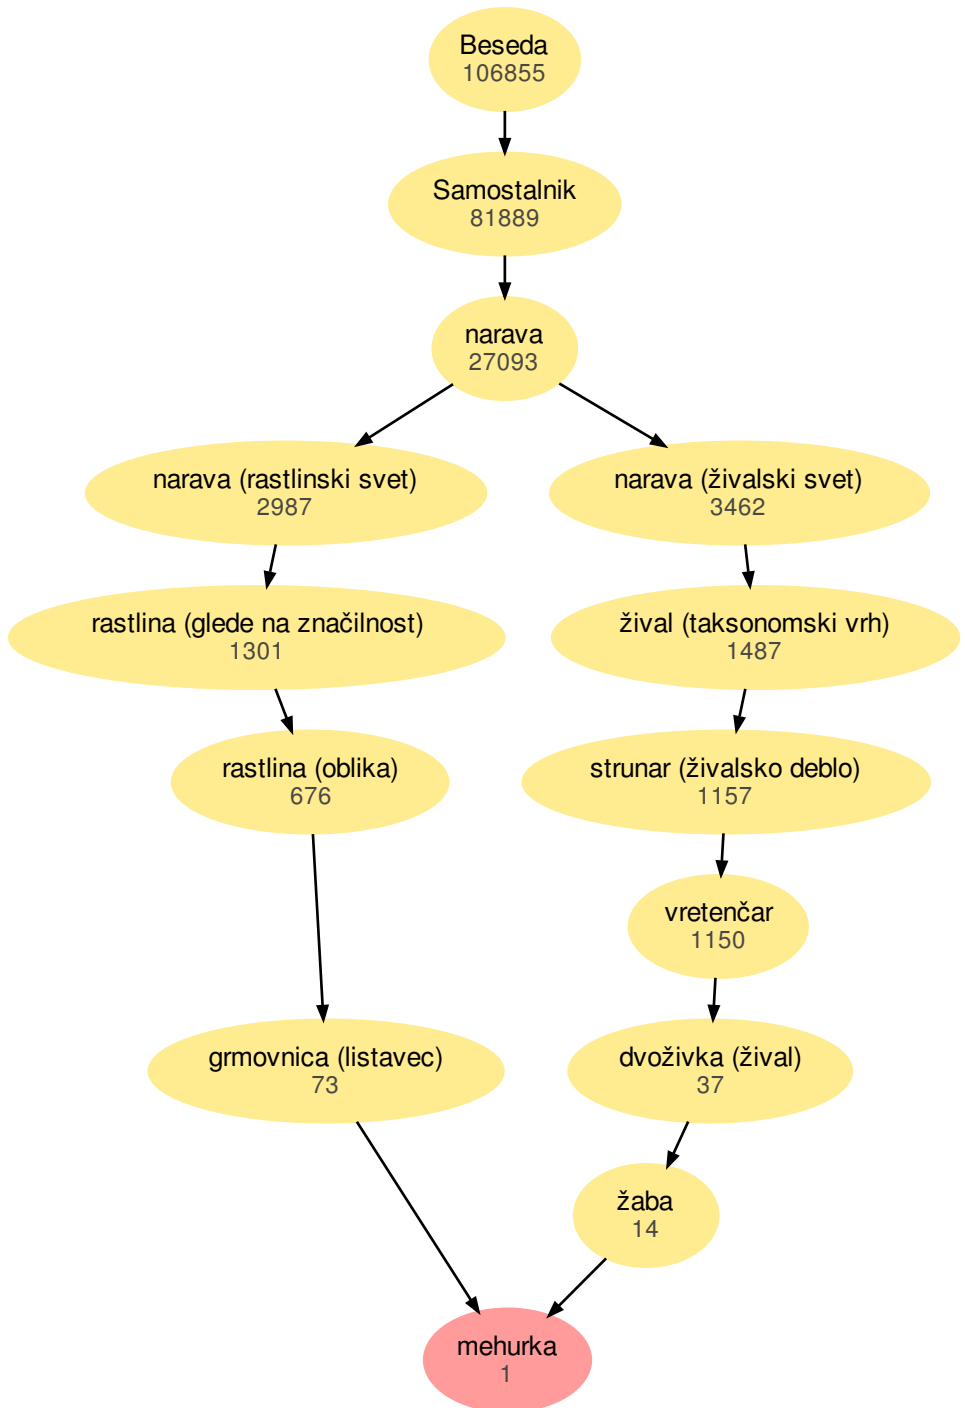 Beseda
106855
Samostalnik
81889
narava
27093
narava (rastlinski svet)
2987
narava (živalski svet)
3462
rastlina (glede na značilnost)
1301
žival (taksonomski vrh)
1487
rastlina (oblika)
676
strunar (živalsko deblo)
1157
vretenčar
1150
grmovnica (listavec)
73
dvoživka (žival)
37
žaba
14
mehurka
1